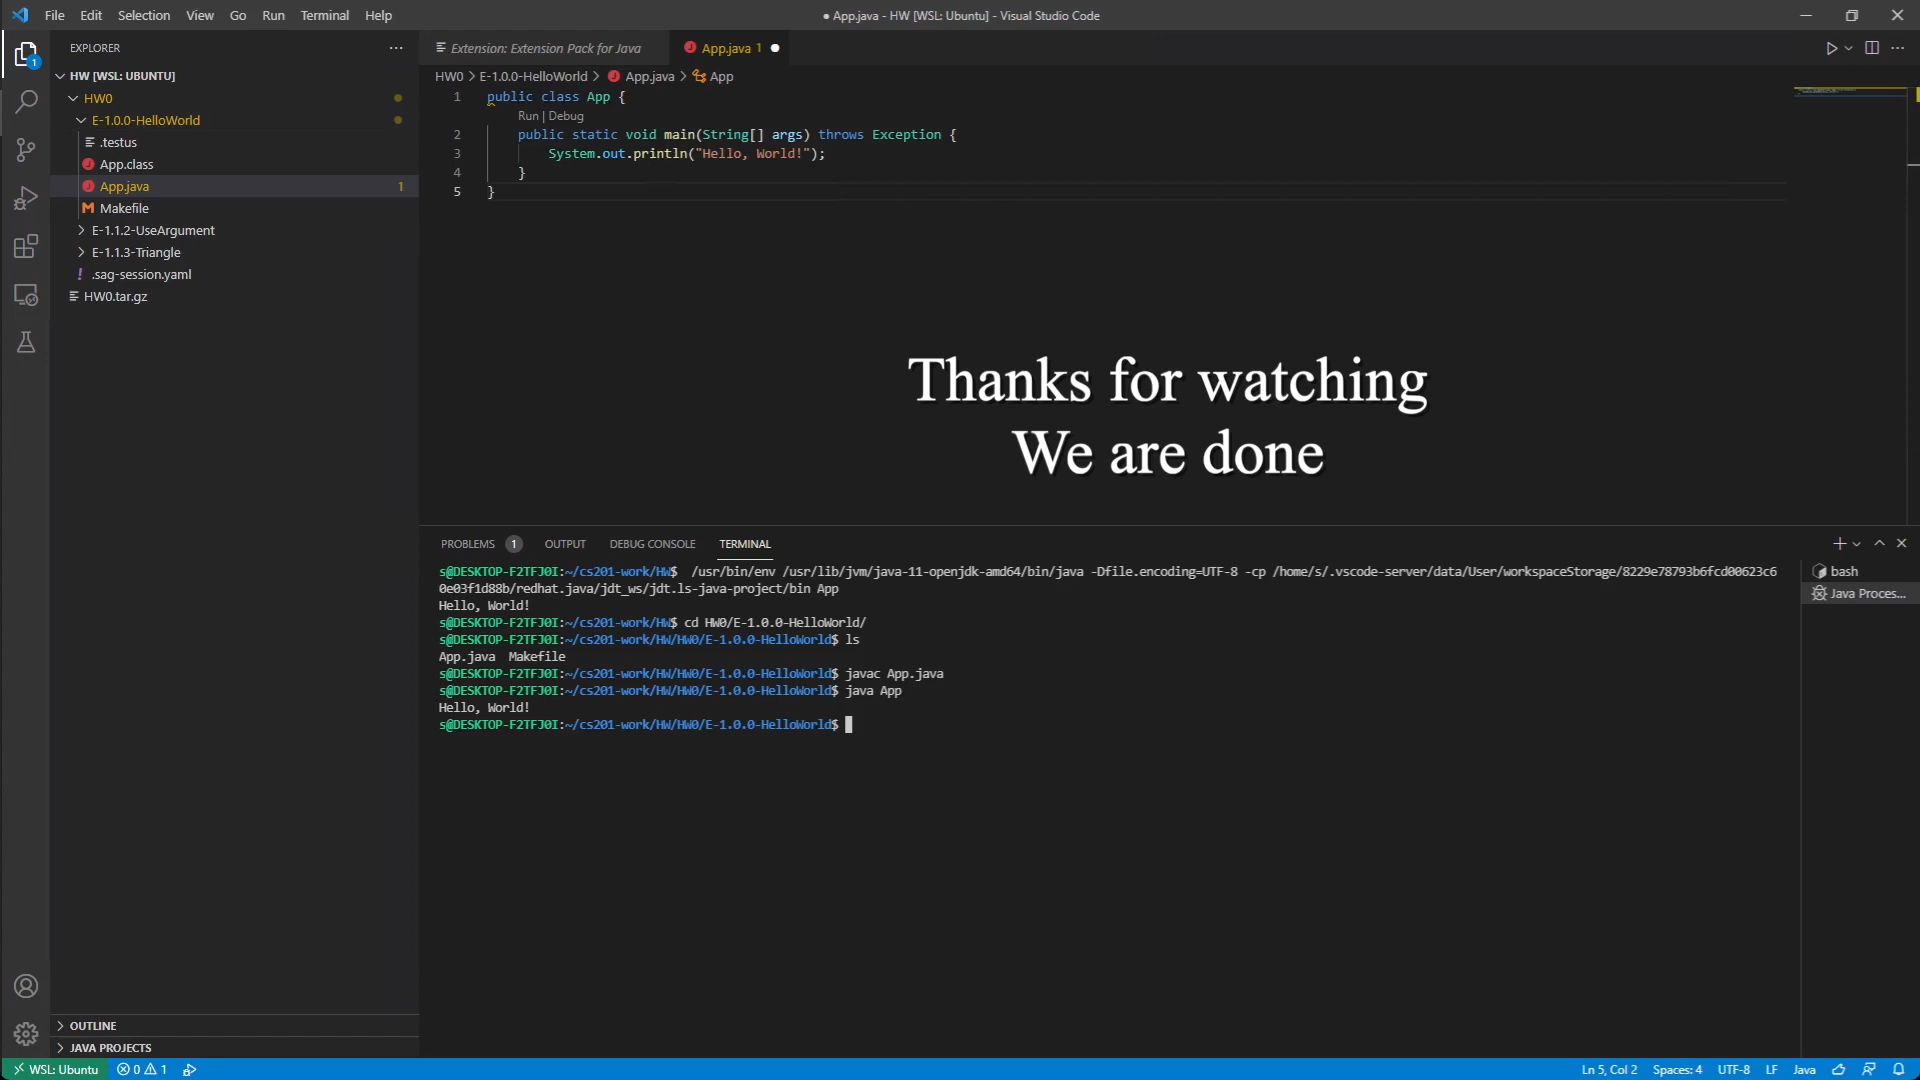 File Edit Selection View Go Run Terminal Help
● App.java - HW [WSL: Ubuntu] - Visual Studio Code
EXPLORER
Extension: Extension Pack for Java
App.java 1
HW [WSL: UBUNTU]
HW0
E-1.0.0-HelloWorld
.testus
App.class
App.java 1
Makefile
E-1.1.2-UseArgument
E-1.1.3-Triangle
.sag-session.yaml
HW0.tar.gz
OUTLINE
JAVA PROJECTS
1
HW0 > E-1.0.0-HelloWorld > App.java > App
1 public class App {
Run | Debug
2 public static void main(String[] args) throws Exception {
3 System.out.println("Hello, World!");
4 }
5 }
Thanks for watching
We are done
PROBLEMS 1 OUTPUT DEBUG CONSOLE TERMINAL
s@DESKTOP-F2TFJ0I:~/cs201-work/HW$  /usr/bin/env /usr/lib/jvm/java-11-openjdk-amd64/bin/java -Dfile.encoding=UTF-8 -cp /home/s/.vscode-server/data/User/workspaceStorage/8229e78793b6fcd00623c6
0e03f1d88b/redhat.java/jdt_ws/jdt.ls-java-project/bin App
Hello, World!
s@DESKTOP-F2TFJ0I:~/cs201-work/HW$ cd HW0/E-1.0.0-HelloWorld/
s@DESKTOP-F2TFJ0I:~/cs201-work/HW/HW0/E-1.0.0-HelloWorld$ ls
App.java  Makefile
s@DESKTOP-F2TFJ0I:~/cs201-work/HW/HW0/E-1.0.0-HelloWorld$ javac App.java
s@DESKTOP-F2TFJ0I:~/cs201-work/HW/HW0/E-1.0.0-HelloWorld$ java App
Hello, World!
s@DESKTOP-F2TFJ0I:~/cs201-work/HW/HW0/E-1.0.0-HelloWorld$
bash
Java Proces...
WSL: Ubuntu 0 1
Ln 5, Col 2 Spaces: 4 UTF-8 LF Java